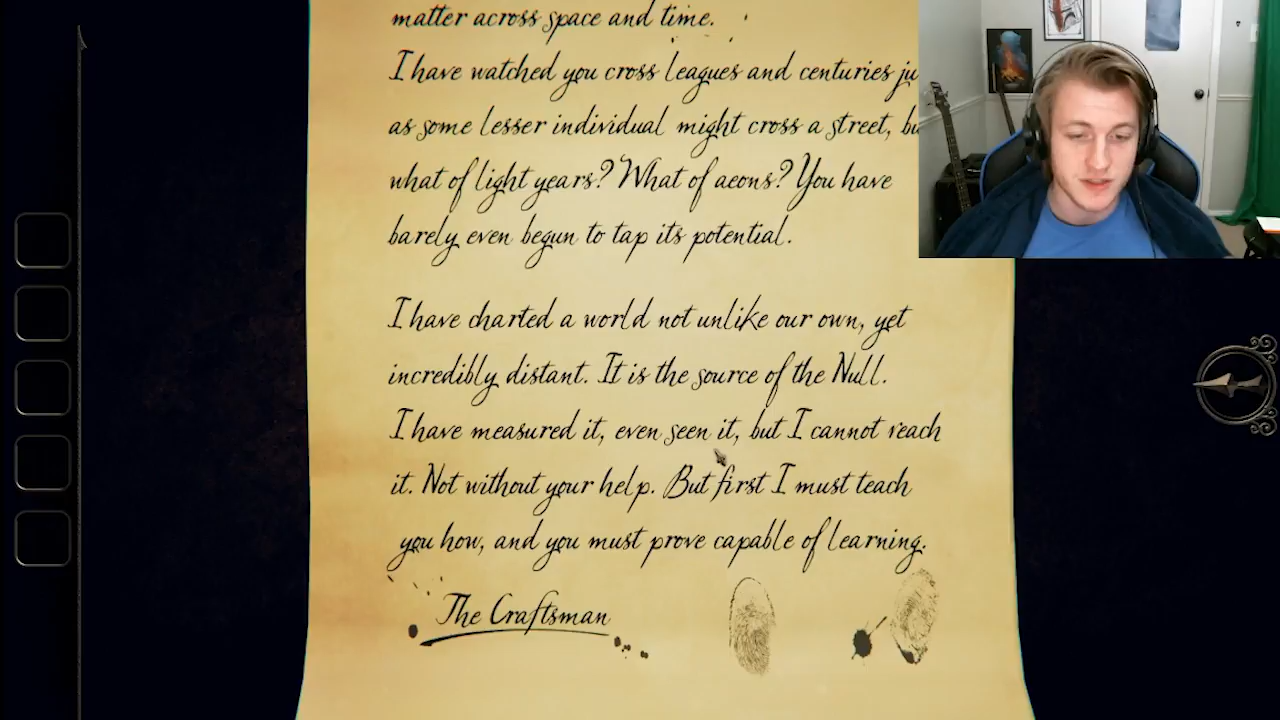 matter across space and time.
I have watched you cross leagues and centuries
as some lesser individual might cross a street,
what of light years? What of aeons? You have
barely even begun to tap its potential.
I have charted a world not unlike our own, yet
incredibly distant. It is the source of the Null.
I have measured it, even seen it, but I cannot reach
it. Not without your help. But first I must teach
you how, and you must prove capable of learning.
The Craftsman